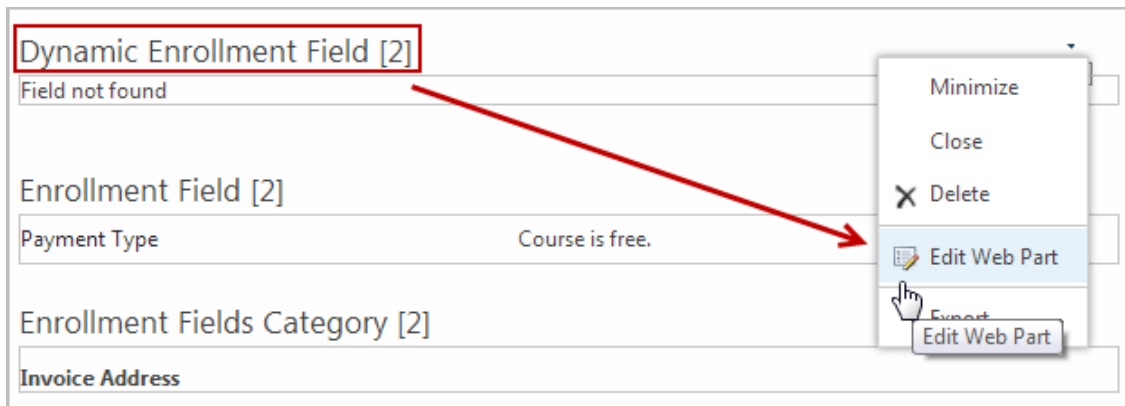 Dynamic Enrollment Field [2]
Field not found
Minimize
Close
Delete
Enrollment Field [2]
Payment Type Course is free.
Edit Web Part
Export
Edit Web Part
Enrollment Fields Category [2]
Invoice Address